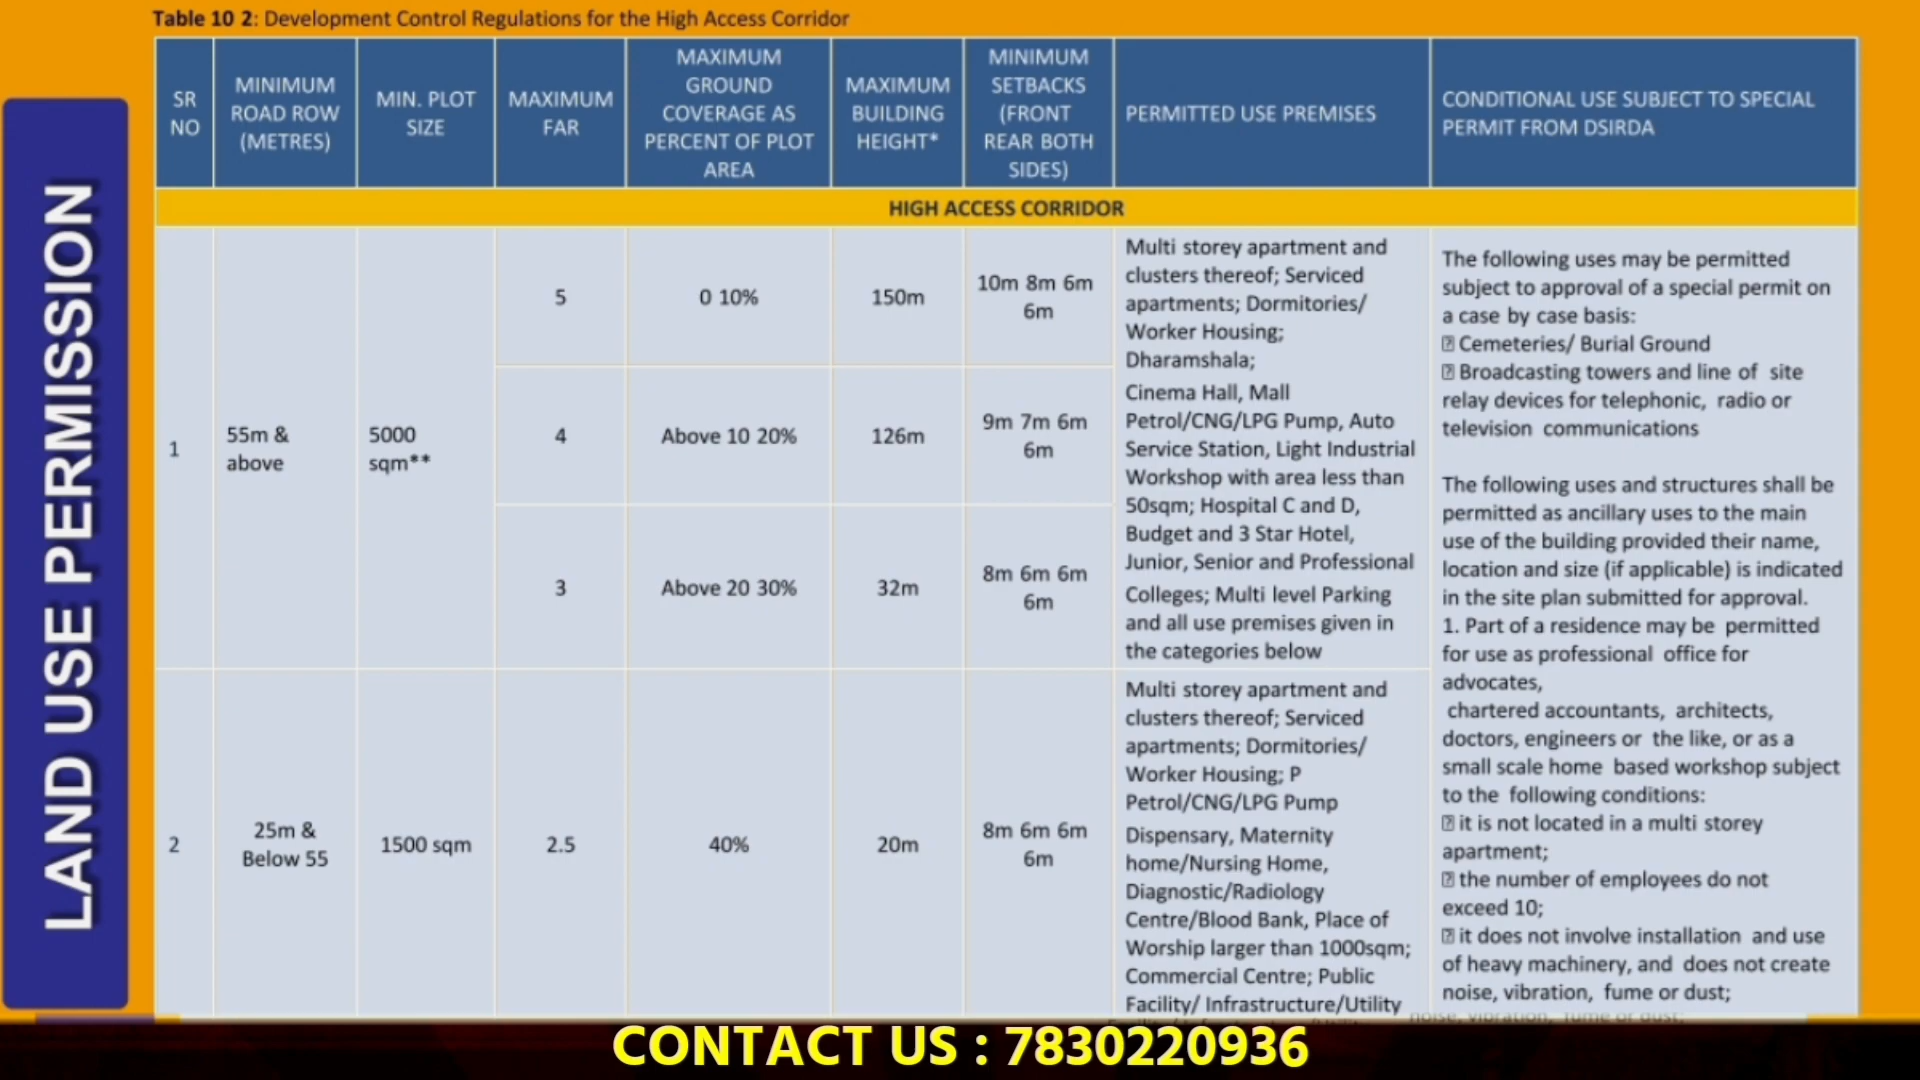 Table 10 2: Development Control Regulations for the High Access Corridor
LAND USE PERMISSION
SR
NO
MINIMUM
ROAD ROW
(METRES)
MIN. PLOT
SIZE
MAXIMUM
FAR
MAXIMUM
GROUND
COVERAGE AS
PERCENT OF PLOT
AREA
MAXIMUM
BUILDING
HEIGHT*
MINIMUM
SETBACKS
(FRONT
REAR BOTH
SIDES)
PERMITTED USE PREMISES
CONDITIONAL USE SUBJECT TO SPECIAL
PERMIT FROM DSIRDA
HIGH ACCESS CORRIDOR
1
55m &
above
5000
sqm**
5
0 10%
150m
10m 8m 6m
6m
4
Above 10 20%
126m
9m 7m 6m
6m
3
Above 20 30%
32m
8m 6m 6m
6m
Multi storey apartment and
clusters thereof; Serviced
apartments; Dormitories/
Worker Housing;
Dharamshala;
Cinema Hall, Mall
Petrol/CNG/LPG Pump, Auto
Service Station, Light Industrial
Workshop with area less than
50sqm; Hospital C and D,
Budget and 3 Star Hotel,
Junior, Senior and Professional
Colleges; Multi level Parking
and all use premises given in
the categories below
2
25m &
Below 55
1500 sqm
2.5
40%
20m
8m 6m 6m
6m
Multi storey apartment and
clusters thereof; Serviced
apartments; Dormitories/
Worker Housing; P
Petrol/CNG/LPG Pump
Dispensary, Maternity
home/Nursing Home,
Diagnostic/Radiology
Centre/Blood Bank, Place of
Worship larger than 1000sqm;
Commercial Centre; Public
Facility/ Infrastructure/Utility
The following uses may be permitted
subject to approval of a special permit on
a case by case basis:
Cemeteries/ Burial Ground
Broadcasting towers and line of site
relay devices for telephonic, radio or
television communications
The following uses and structures shall be
permitted as ancillary uses to the main
use of the building provided their name,
location and size (if applicable) is indicated
in the site plan submitted for approval.
1. Part of a residence may be permitted
for use as professional office for
advocates,
chartered accountants, architects,
doctors, engineers or the like, or as a
small scale home based workshop subject
to the following conditions:
it is not located in a multi storey
apartment;
the number of employees do not
exceed 10;
it does not involve installation and use
of heavy machinery, and does not create
noise, vibration, fume or dust;
noise, vibration, fume or dust;
CONTACT US : 7830220936